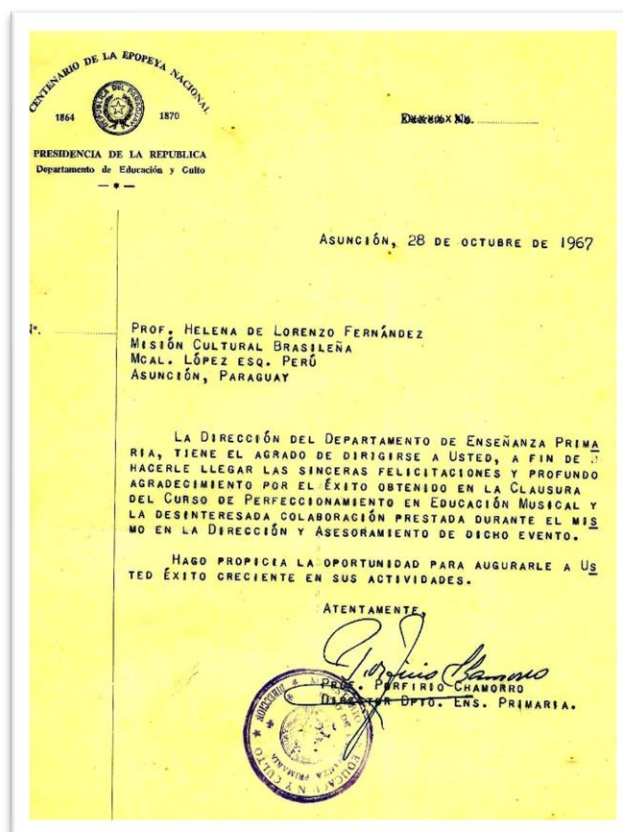 CENTENARIO DE LA EPOPEYA NACIONAL
1864 1870
REPUBLICA DEL PARAGUAY
PRESIDENCIA DE LA REPUBLICA
Departamento de Educación y Culto
ASUNCIÓN, 28 DE OCTUBRE DE 1967
Nº.
PROF. HELENA DE LORENZO FERNÁNDEZ
MISIÓN CULTURAL BRASILEÑA
MCAL. LÓPEZ ESQ. PERÚ
ASUNCIÓN, PARAGUAY
LA DIRECCIÓN DEL DEPARTAMENTO DE ENSEÑANZA PRIMA
RIA, TIENE EL AGRADO DE DIRIGIRSE A USTED, A FIN DE
HACERLE LLEGAR LAS SINCERAS FELICITACIONES Y PROFUNDO
AGRADECIMIENTO POR EL ÉXITO OBTENIDO EN LA CLAUSURA
DEL CURSO DE PERFECCIONAMIENTO EN EDUCACIÓN MUSICAL Y
LA DESINTERESADA COLABORACIÓN PRESTADA DURANTE EL MIS
MO EN LA DIRECCIÓN Y ASESORAMIENTO DE DICHO EVENTO.
HAGO PROPICIA LA OPORTUNIDAD PARA AUGURARLE A US
TED ÉXITO CRECIENTE EN SUS ACTIVIDADES.
ATENTAMENTE,
PROF. PORFIRIO CHAMORRO
DIRECTOR DPTO. ENS. PRIMARIA.